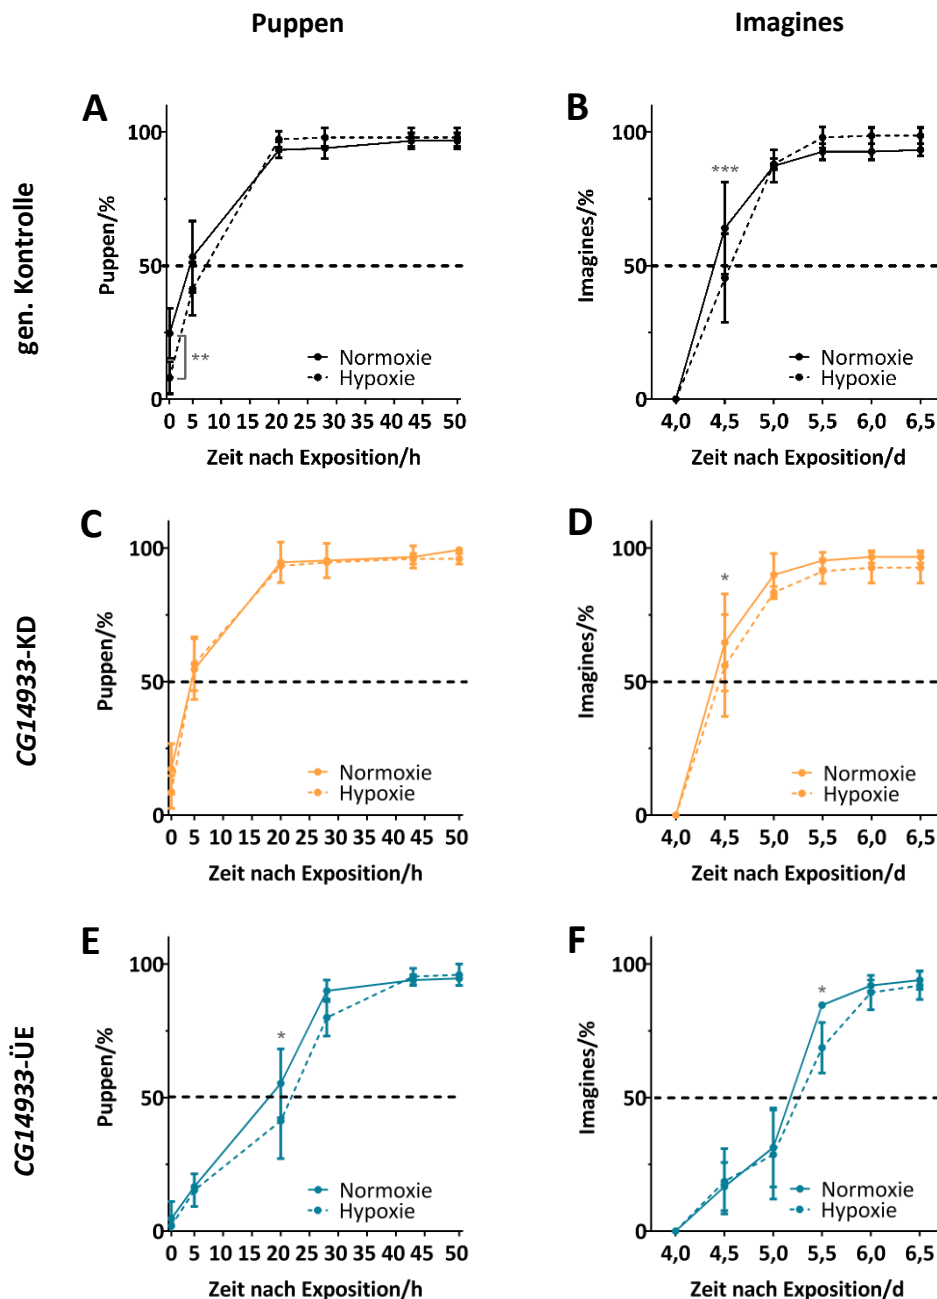 Puppen
Imagines
gen. Kontrolle
A
Puppen/%
100
50
0
**
Normoxie
Hypoxie
0 5 10 15 20 25 30 35 40 45 50
Zeit nach Exposition/h
B
Imagines/%
100
50
0
***
Normoxie
Hypoxie
4,0 4,5 5,0 5,5 6,0 6,5
Zeit nach Exposition/d
CG14933-KD
C
Puppen/%
100
50
0
Normoxie
Hypoxie
0 5 10 15 20 25 30 35 40 45 50
Zeit nach Exposition/h
D
Imagines/%
100
50
0
*
Normoxie
Hypoxie
4,0 4,5 5,0 5,5 6,0 6,5
Zeit nach Exposition/d
CG14933-ÜE
E
Puppen/%
100
50
0
*
Normoxie
Hypoxie
0 5 10 15 20 25 30 35 40 45 50
Zeit nach Exposition/h
F
Imagines/%
100
50
0
*
Normoxie
Hypoxie
4,0 4,5 5,0 5,5 6,0 6,5
Zeit nach Exposition/d